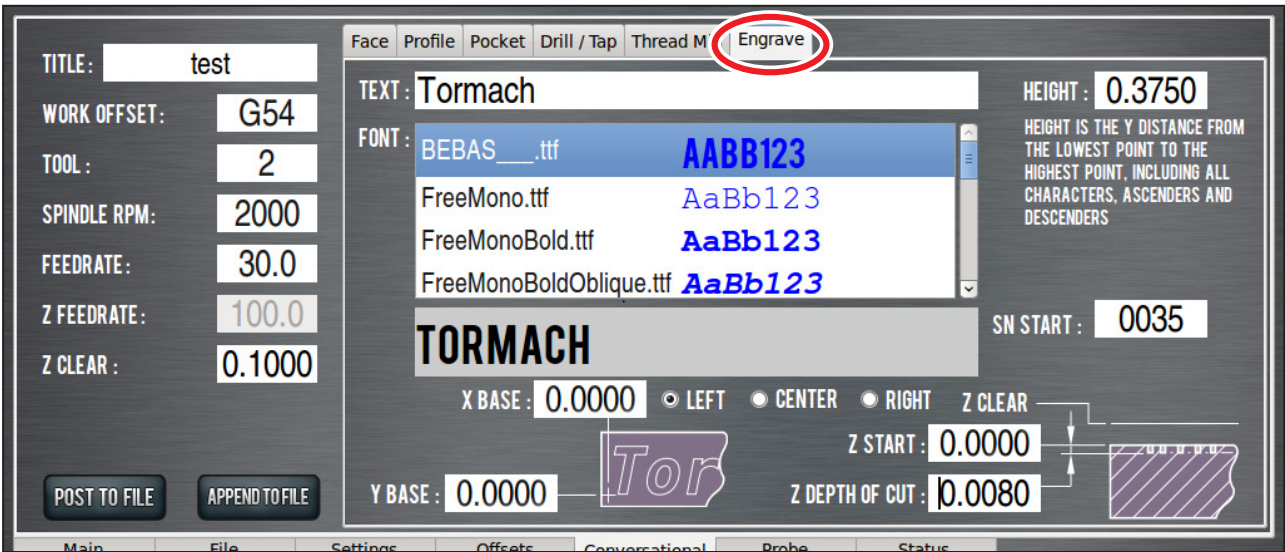 Face Profile Pocket Drill / Tap Thread M Engrave
TITLE: test
WORK OFFSET: G54
TOOL: 2
SPINDLE RPM: 2000
FEEDRATE: 30.0
Z FEEDRATE: 100.0
Z CLEAR: 0.1000
POST TO FILE APPEND TO FILE
TEXT: Tormach
FONT:
BEBAS___.ttf AABB123
FreeMono.ttf AaBb123
FreeMonoBold.ttf AaBb123
FreeMonoBoldOblique.ttf AaBb123
TORMACH
HEIGHT: 0.3750
HEIGHT IS THE Y DISTANCE FROM
THE LOWEST POINT TO THE
HIGHEST POINT, INCLUDING ALL
CHARACTERS, ASCENDERS AND
DESCENDERS
SN START: 0035
X BASE: 0.0000 LEFT CENTER RIGHT
Y BASE: 0.0000
Tor
Z CLEAR
Z START: 0.0000
Z DEPTH OF CUT: 0.0080
Main File Settings Offsets Conversational Probe Status